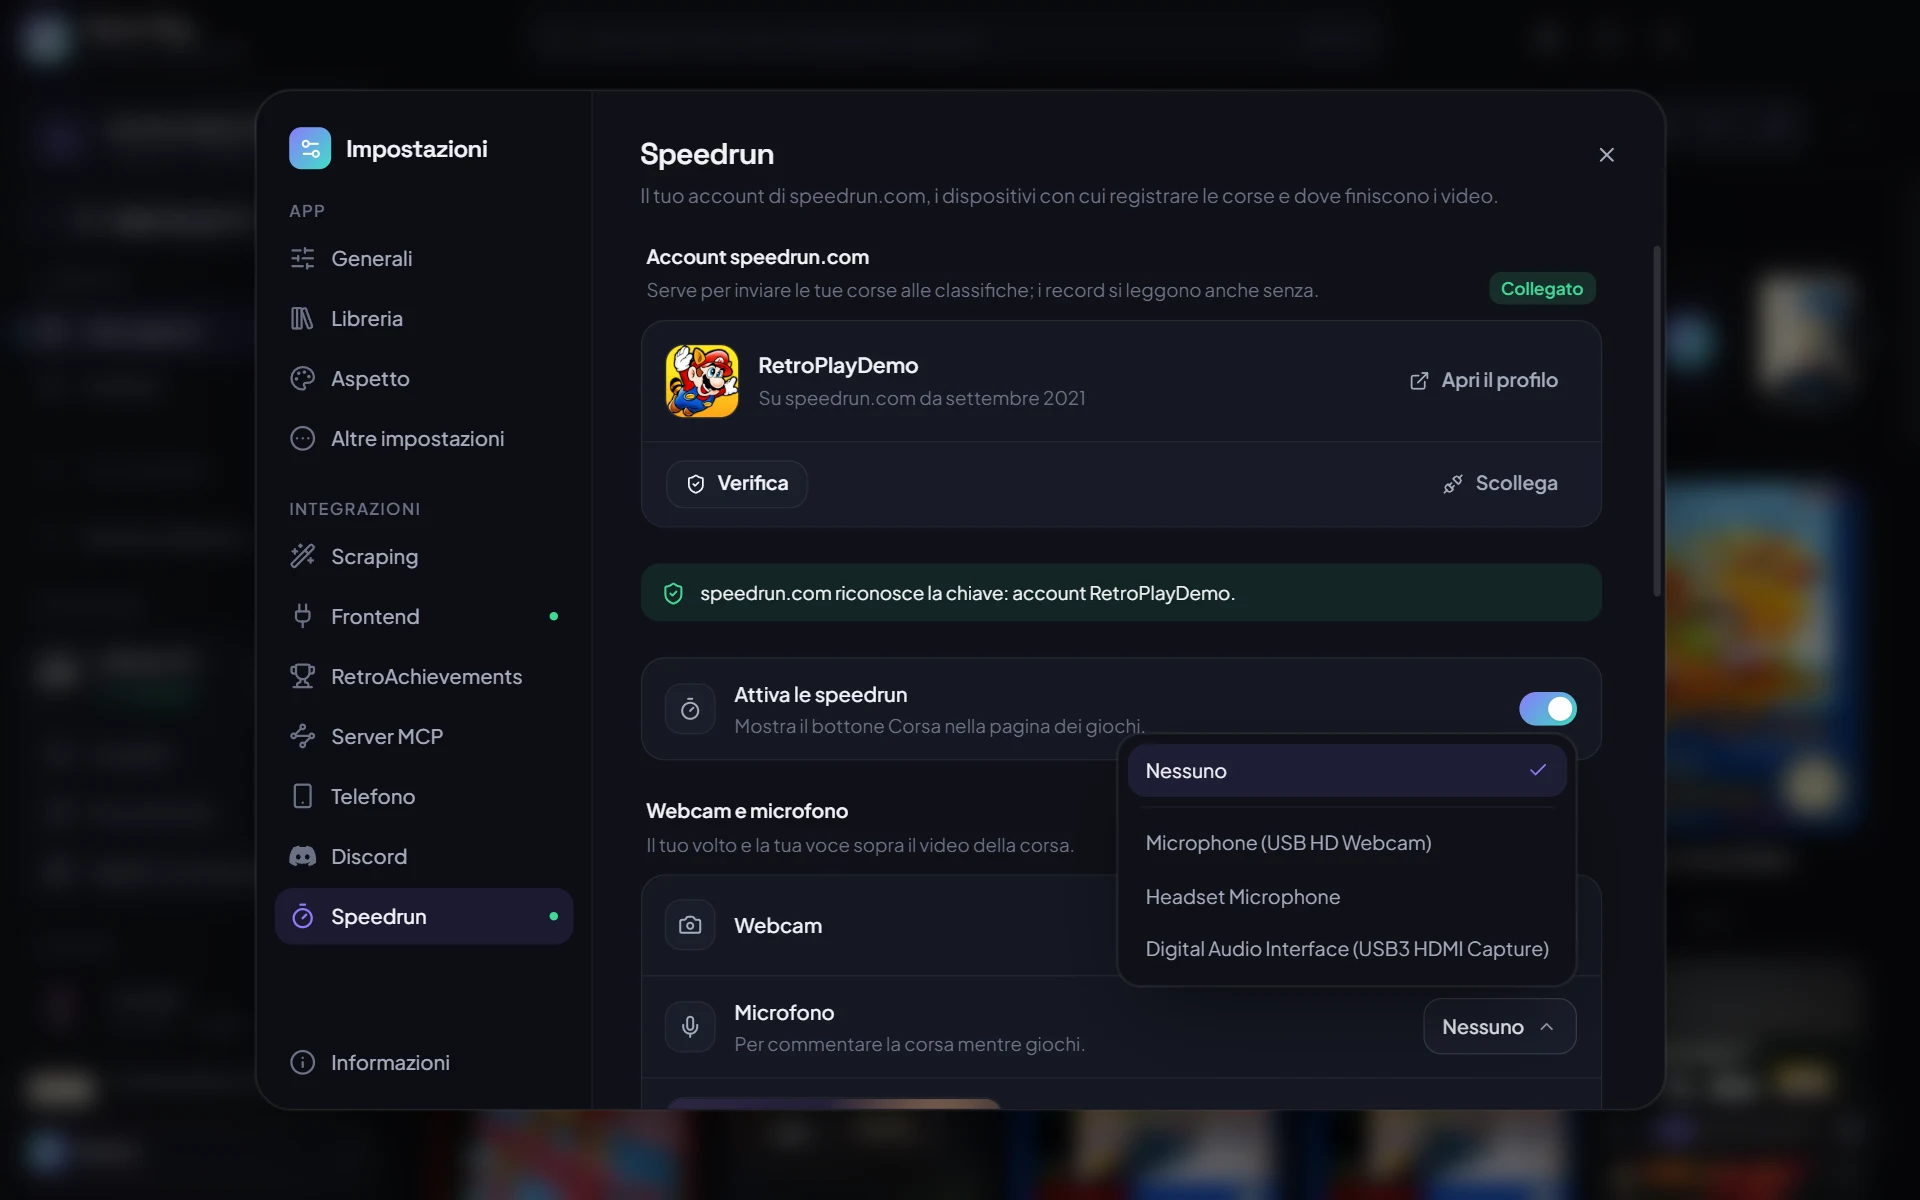 Impostazioni
APP
Generali
Libreria
Aspetto
Altre impostazioni
INTEGRAZIONI
Scraping
Frontend
RetroAchievements
Server MCP
Telefono
Discord
Speedrun
Informazioni
Speedrun
Il tuo account di speedrun.com, i dispositivi con cui registrare le corse e dove finiscono i video.
Account speedrun.com
Serve per inviare le tue corse alle classifiche; i record si leggono anche senza.
Collegato
RetroPlayDemo
Su speedrun.com da settembre 2021
Apri il profilo
Verifica
Scollega
speedrun.com riconosce la chiave: account RetroPlayDemo.
Attiva le speedrun
Mostra il bottone Corsa nella pagina dei giochi.
Webcam e microfono
Il tuo volto e la tua voce sopra il video della corsa.
Nessuno
Microphone (USB HD Webcam)
Headset Microphone
Digital Audio Interface (USB3 HDMI Capture)
Webcam
Microfono
Per commentare la corsa mentre giochi.
Nessuno